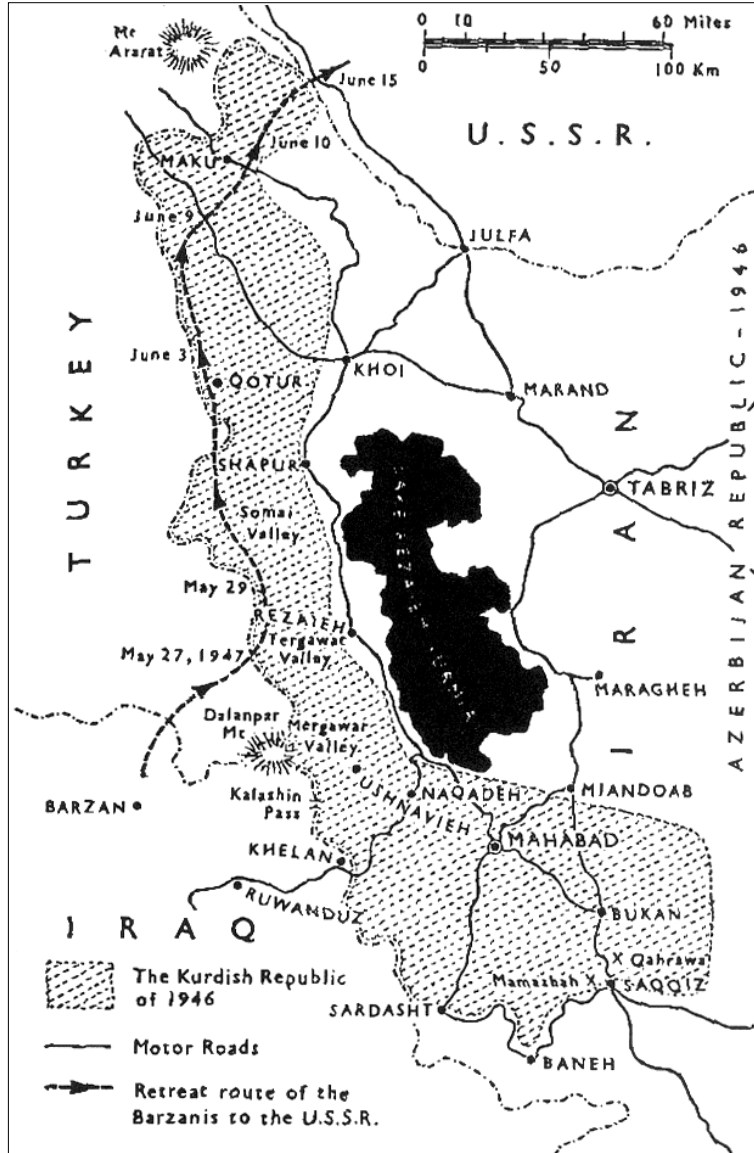 Mt
Ararat
0 10 60 Miles
0 50 100 Km
June 15
U.S.S.R.
June 10
MAKU
June 9
JULFA
TURKEY
June 3
QOTUR
KHOI
MARAND
SHAPUR
TABRIZ
Somai
Valley
IRAN
AZERBIJAN REPUBLIC-1946
May 29
REZAIEH
Tergawar
Valley
May 27, 1947
MARAGHEH
Dalanpar
Mt
Mergawar
Valley
USHNAVIEH
NAQADEH
MIANDOAB
BARZAN
Kalashin
Pass
MAHABAD
KHELAN
RUWANDUZ
BUKAN
IRAQ
X Qahrawa
Mamashah X
SAQQIZ
SARDASHT
BANEH
The Kurdish Republic
of 1946
Motor Roads
Retreat route of the
Barzanis to the U.S.S.R.